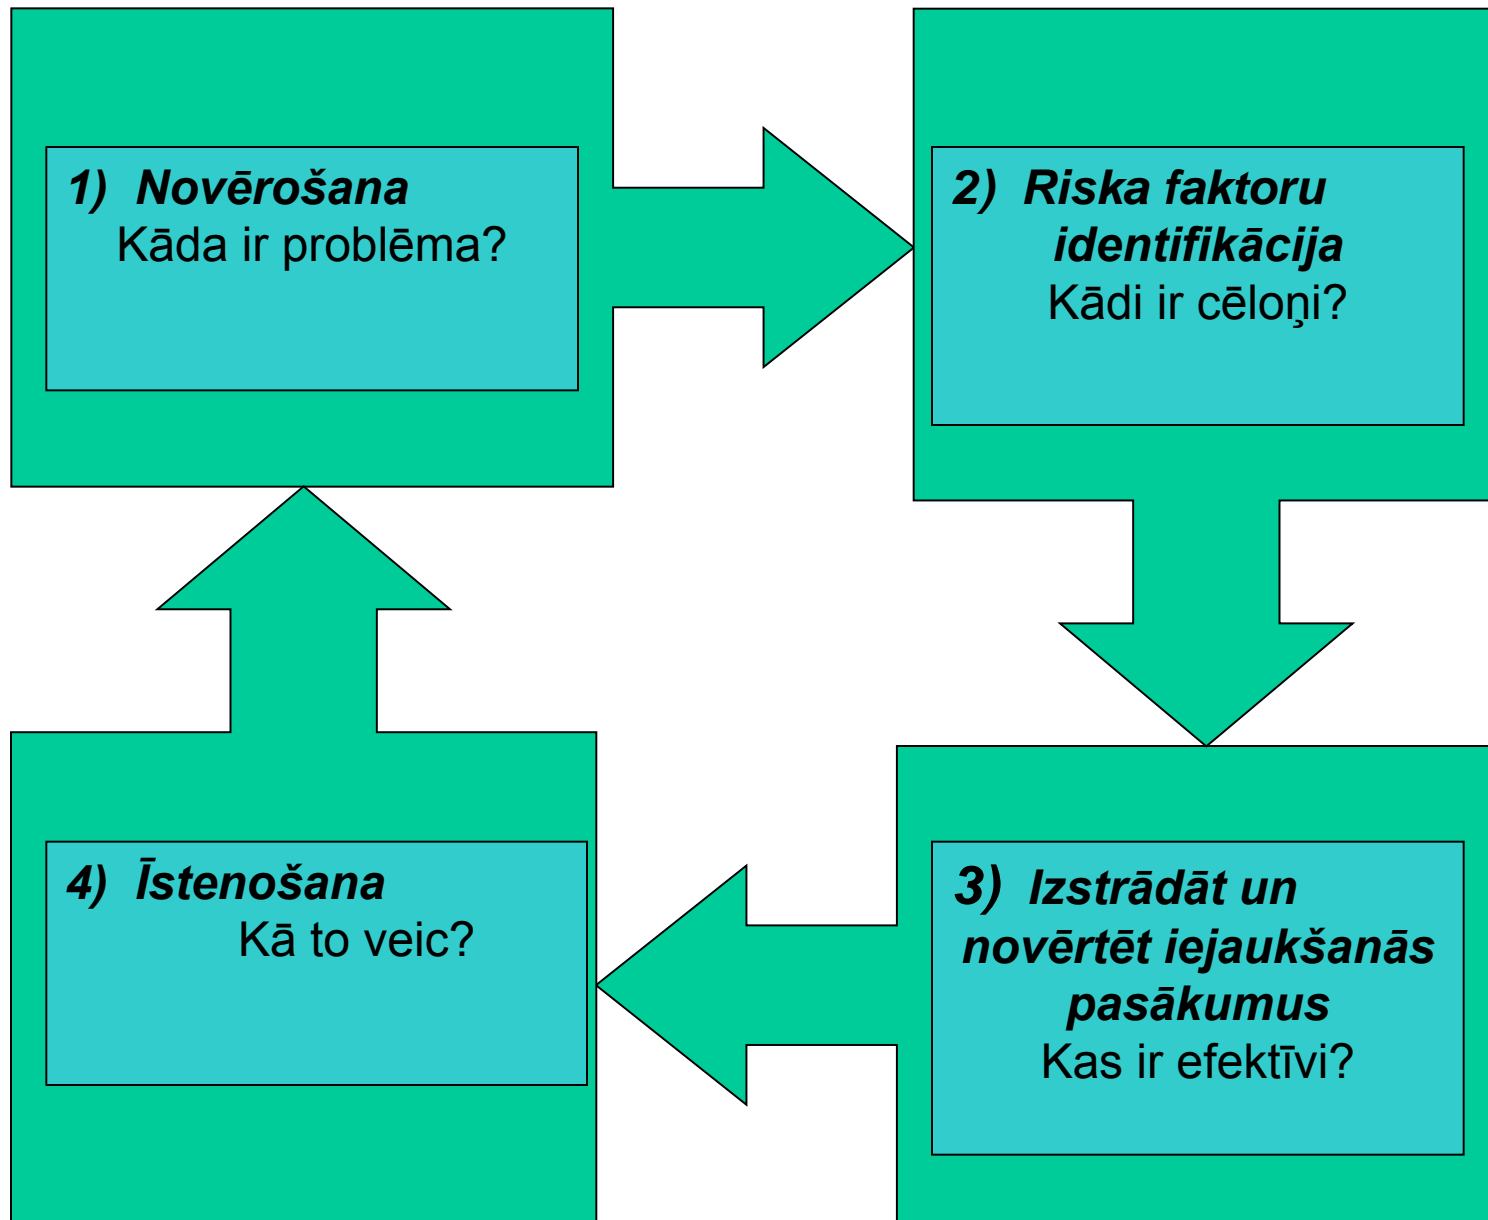 1) Novērošana
Kāda ir problēma?
2) Riska faktoru
identifikācija
Kādi ir cēloņi?
3) Izstrādāt un
novērtēt iejaukšanās
pasākumus
Kas ir efektīvi?
4) Īstenošana
Kā to veic?